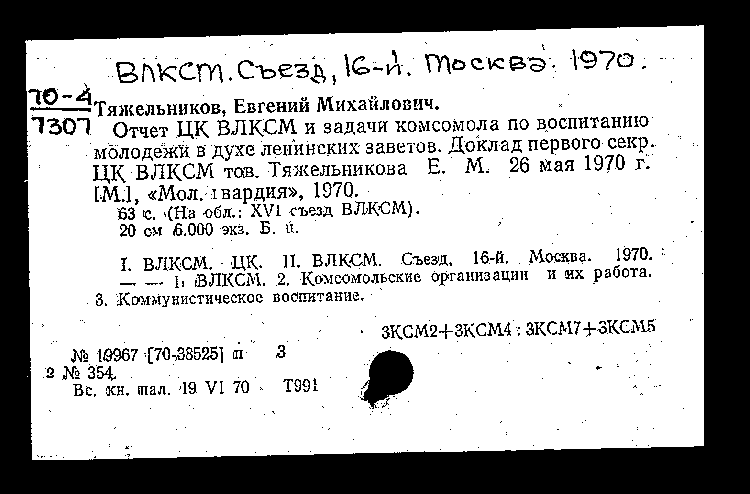 ВЛКСМ. Съезд, 16-й. Москва. 1970.
70-4
7307
Тяжельников, Евгений Михайлович.
Отчет ЦК ВЛКСМ и задачи комсомола по воспитанию
молодежи в духе ленинских заветов. Доклад первого секр.
ЦК ВЛКСМ тов. Тяжельникова Е. М. 26 мая 1970 г.
[М.], «Мол. гвардия», 1970.
63 с. (На обл.: XVI съезд ВЛКСМ).
20 см 6.000 экз. Б. ц.
I. ВЛКСМ. ЦК. II. ВЛКСМ. Съезд, 16-й. Москва. 1970.
— — 1. ВЛКСМ. 2. Комсомольские организации и их работа.
3. Коммунистическое воспитание.
3КСМ2+3КСМ4 : 3КСМ7+3КСМ5
№ 19967 [70-38525] п 3
2 № 354
Вс. кн. пал. 19 VI 70 Т991